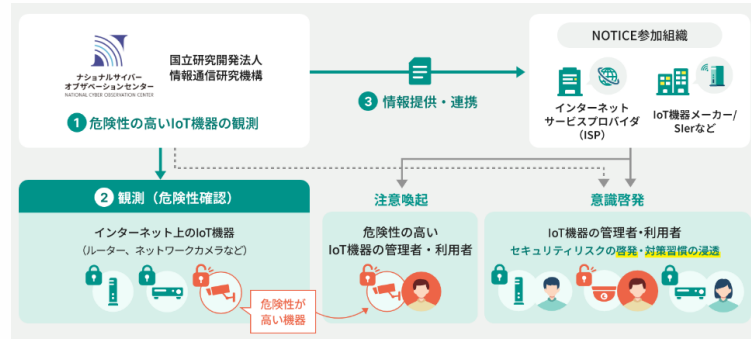 ナショナルサイバー
オブザベーションセンター
NATIONAL CYBER OBSERVATION CENTER
国立研究開発法人
情報通信研究機構
1 危険性の高いIoT機器の観測
3 情報提供・連携
NOTICE参加組織
インターネット
サービスプロバイダ
（ISP）
IoT機器メーカー/
SIerなど
2 観測（危険性確認）
インターネット上のIoT機器
（ルーター、ネットワークカメラなど）
危険性が
高い機器
注意喚起
危険性の高い
IoT機器の管理者・利用者
意識啓発
IoT機器の管理者・利用者
セキュリティリスクの啓発・対策習慣の浸透